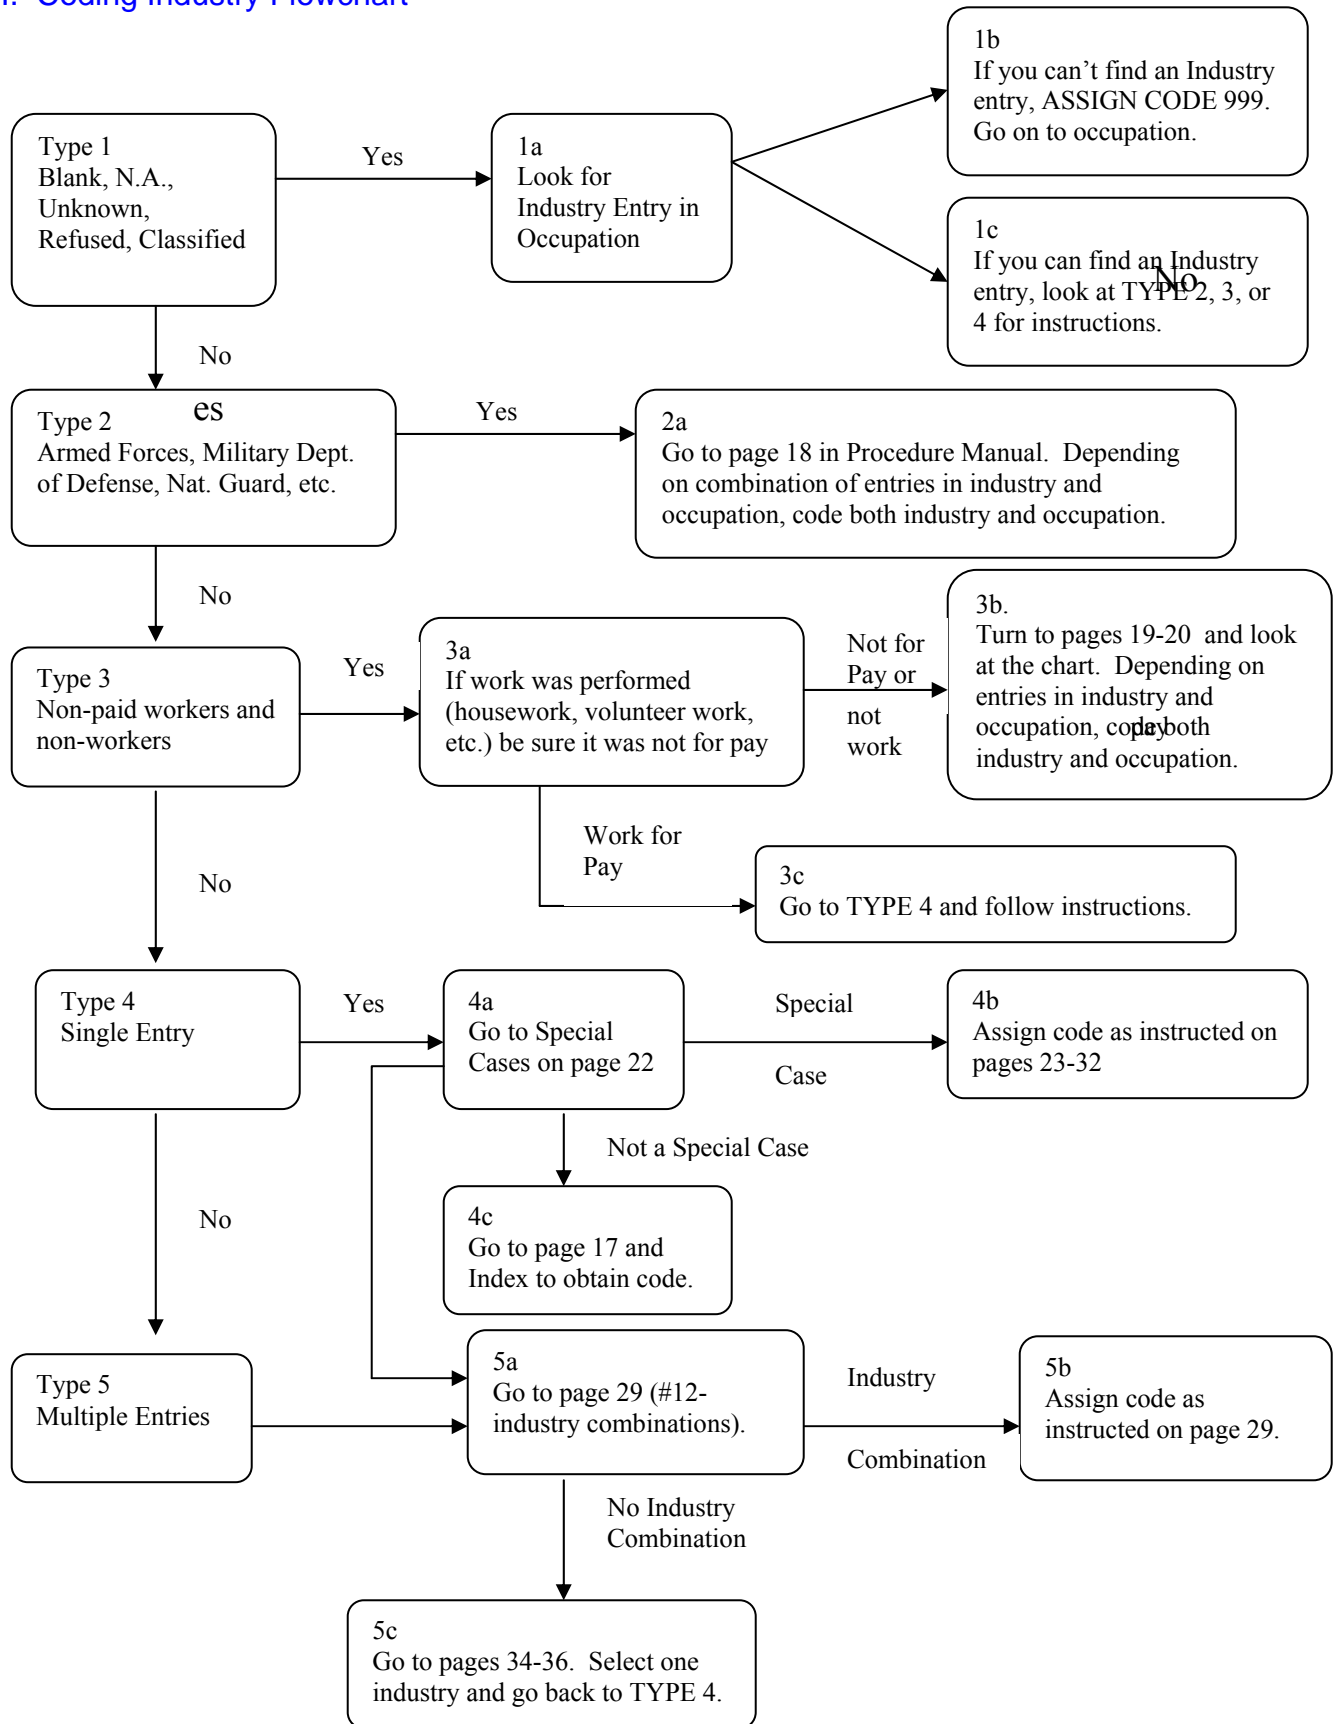 Coding Industry Flowchart
1b
If you can't find an Industry
entry, ASSIGN CODE 999.
Go on to occupation.
Type 1
Blank, N.A.,
Unknown,
Refused, Classified
Yes
1a
Look for
Industry Entry in
Occupation
1c
If you can find an Industry
entry, look at TYPE 2, 3, or
4 for instructions.
No
No
Type 2
Armed Forces, Military Dept.
of Defense, Nat. Guard, etc.
es
Yes
2a
Go to page 18 in Procedure Manual. Depending
on combination of entries in industry and
occupation, code both industry and occupation.
No
Type 3
Non-paid workers and
non-workers
Yes
3a
If work was performed
(housework, volunteer work,
etc.) be sure it was not for pay
Not for
Pay or
not
work
3b.
Turn to pages 19-20 and look
at the chart. Depending on
entries in industry and
occupation, code both
industry and occupation.
pay
Work for
Pay
3c
Go to TYPE 4 and follow instructions.
No
Type 4
Single Entry
Yes
4a
Go to Special
Cases on page 22
Special
Case
4b
Assign code as instructed on
pages 23-32
Not a Special Case
4c
Go to page 17 and
Index to obtain code.
No
Type 5
Multiple Entries
5a
Go to page 29 (#12-
industry combinations).
Industry
Combination
5b
Assign code as
instructed on page 29.
No Industry
Combination
5c
Go to pages 34-36. Select one
industry and go back to TYPE 4.